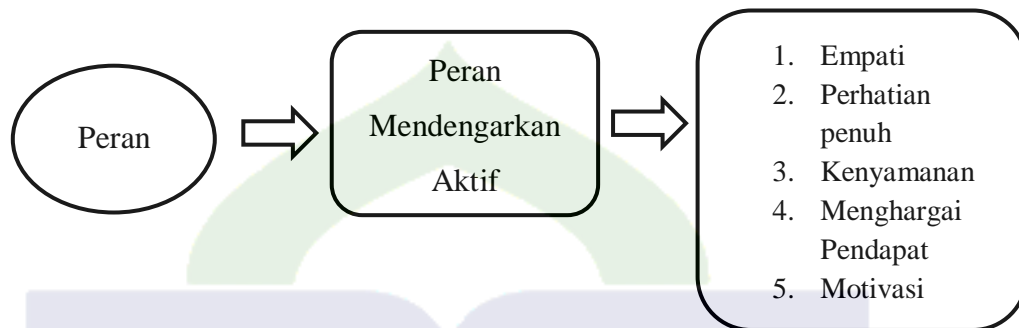 Peran
Peran
Mendengarkan
Aktif
1. Empati
2. Perhatian
penuh
3. Kenyamanan
4. Menghargai
Pendapat
5. Motivasi